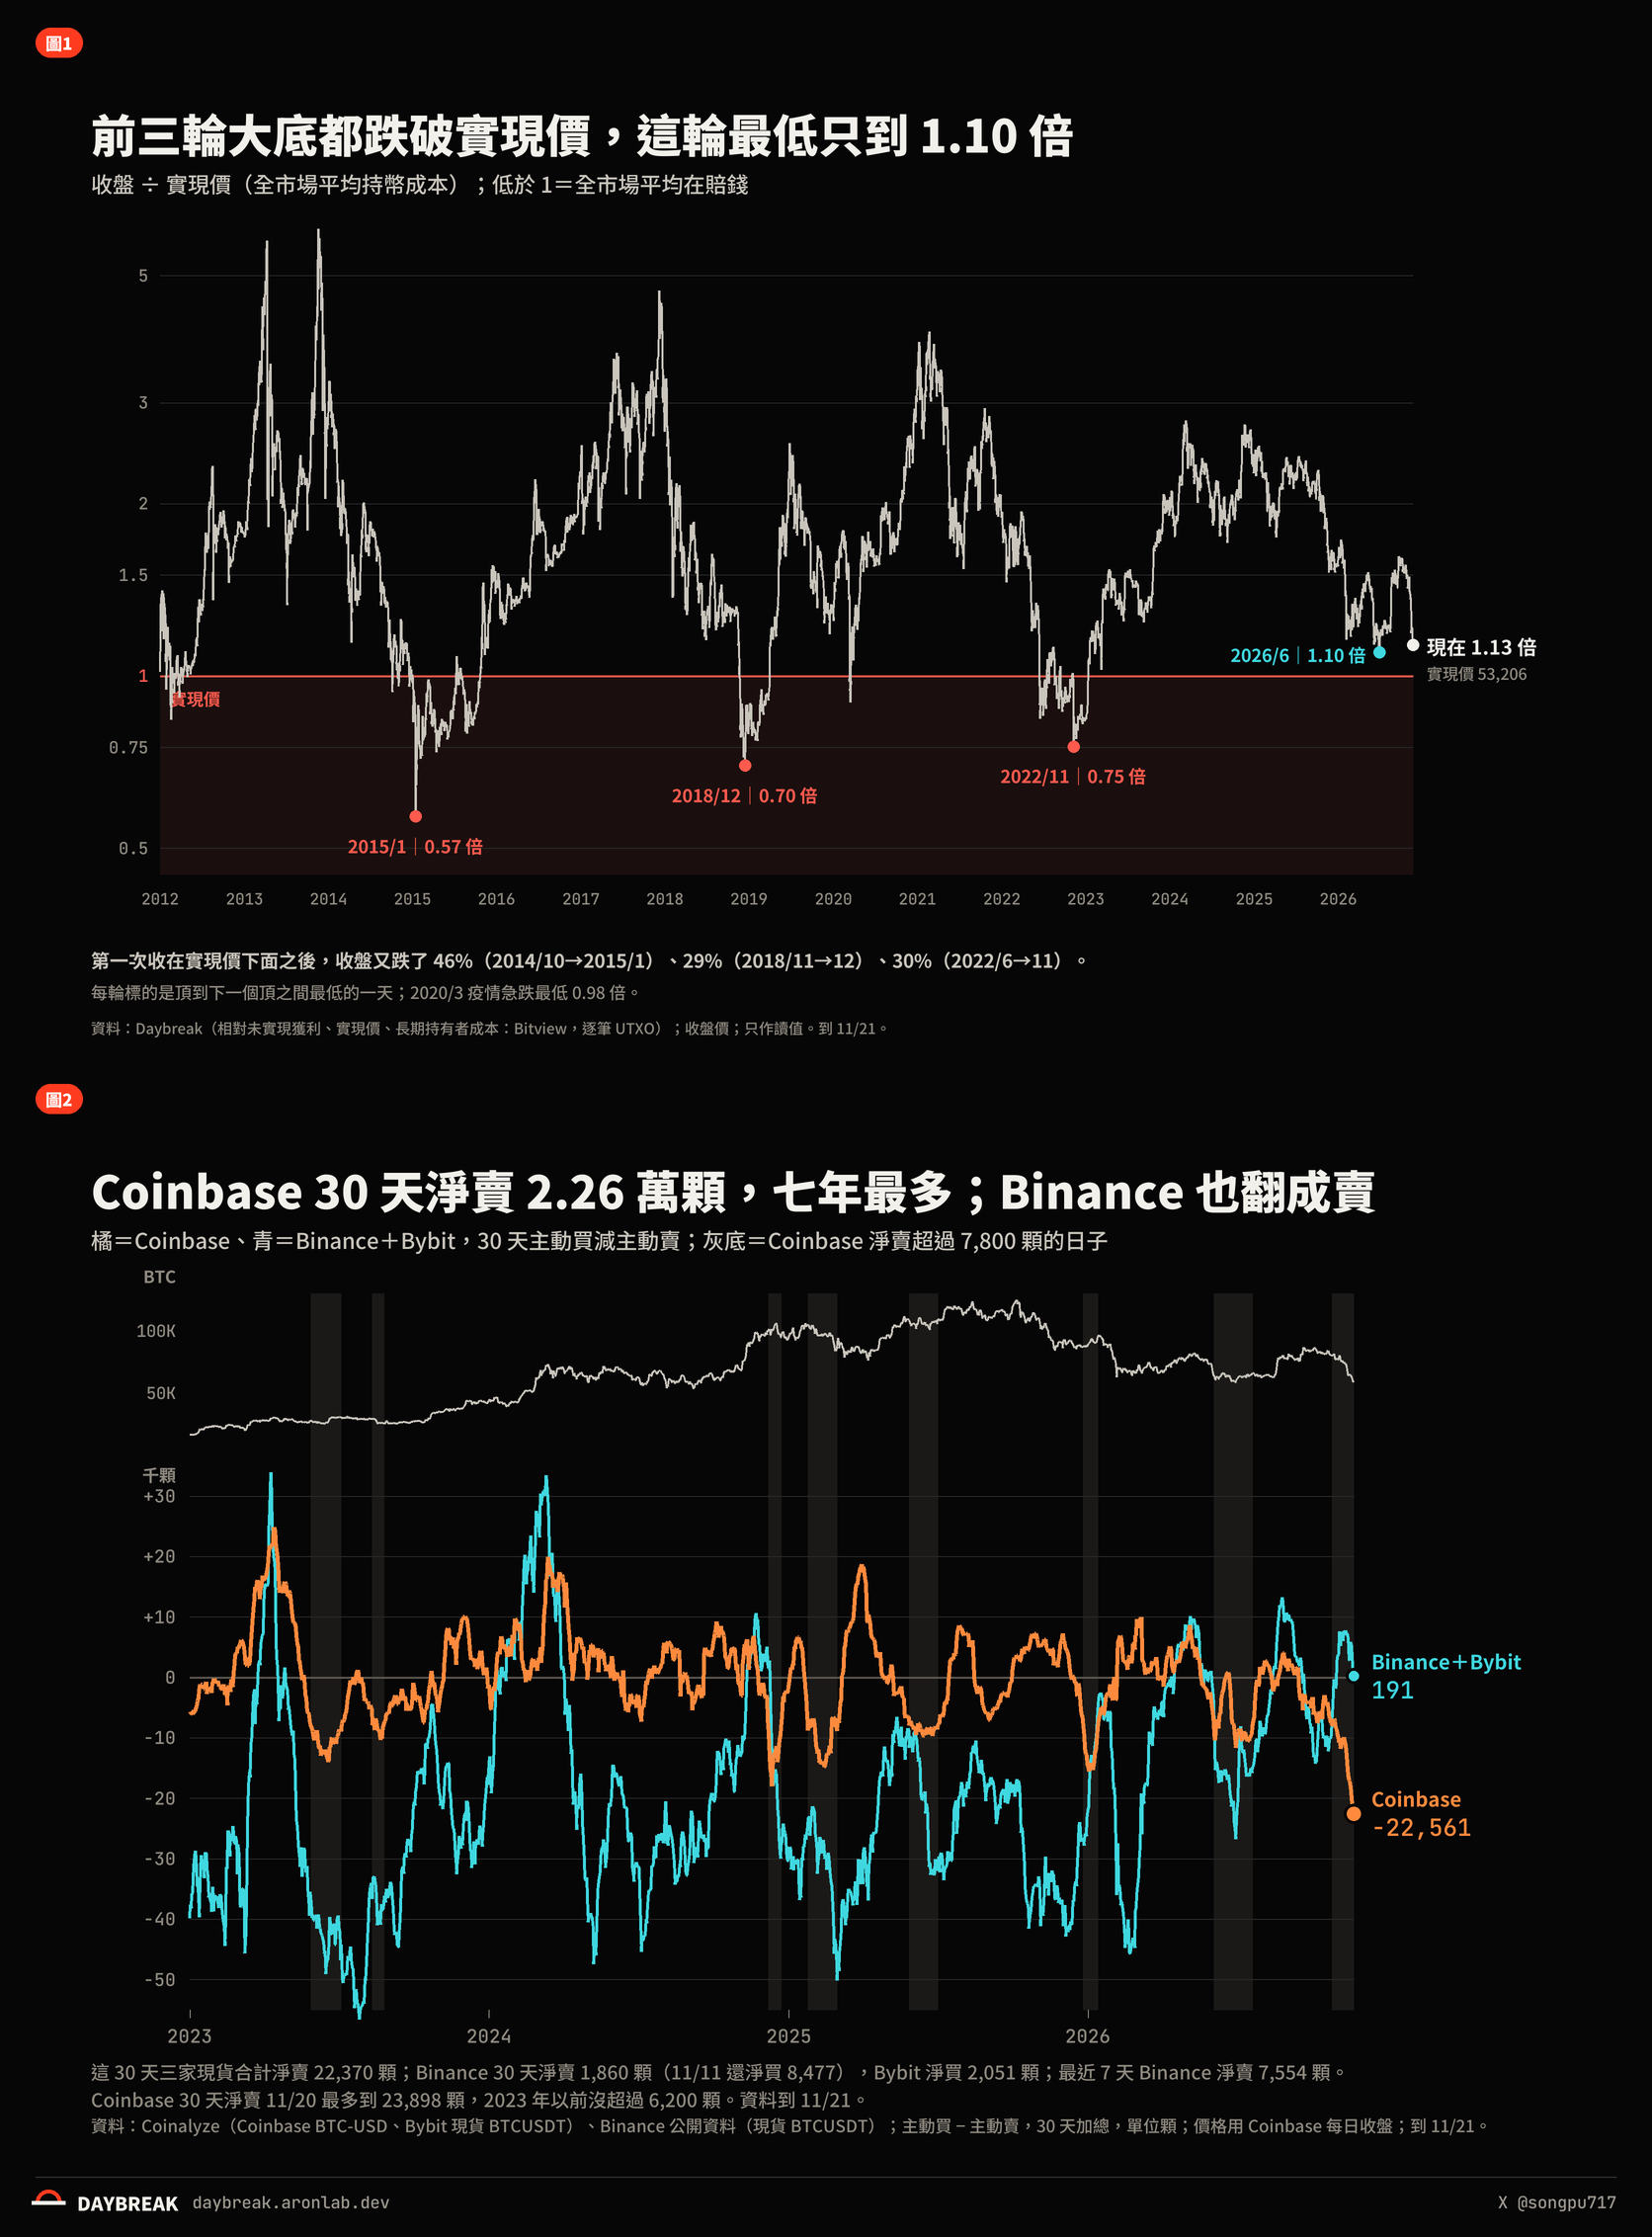 圖1
前三輪大底都跌破實現價，這輪最低只到 1.10 倍
收盤 ÷ 實現價（全市場平均持幣成本）；低於 1＝全市場平均在賠錢
5
3
2
1.5
1
0.75
0.5
實現價
2015/1｜0.57 倍
2018/12｜0.70 倍
2022/11｜0.75 倍
2026/6｜1.10 倍
現在 1.13 倍
實現價 53,206
2012 2013 2014 2015 2016 2017 2018 2019 2020 2021 2022 2023 2024 2025 2026
第一次收在實現價下面之後，收盤又跌了 46%（2014/10→2015/1）、29%（2018/11→12）、30%（2022/6→11）。
每輪標的是頂到下一個頂之間最低的一天；2020/3 疫情急跌最低 0.98 倍。
資料：Daybreak（相對未實現獲利、實現價、長期持有者成本：Bitview，逐筆 UTXO）；收盤價；只作讀值。到 11/21。
圖2
Coinbase 30 天淨賣 2.26 萬顆，七年最多；Binance 也翻成賣
橘＝Coinbase、青＝Binance＋Bybit，30 天主動買減主動賣；灰底＝Coinbase 淨賣超過 7,800 顆的日子
BTC
100K
50K
千顆
+30
+20
+10
0
-10
-20
-30
-40
-50
Binance＋Bybit
191
Coinbase
-22,561
2023 2024 2025 2026
這 30 天三家現貨合計淨賣 22,370 顆；Binance 30 天淨賣 1,860 顆（11/11 還淨買 8,477），Bybit 淨買 2,051 顆；最近 7 天 Binance 淨賣 7,554 顆。
Coinbase 30 天淨賣 11/20 最多到 23,898 顆，2023 年以前沒超過 6,200 顆。資料到 11/21。
資料：Coinalyze（Coinbase BTC-USD、Bybit 現貨 BTCUSDT）、Binance 公開資料（現貨 BTCUSDT）；主動買 − 主動賣，30 天加總，單位顆；價格用 Coinbase 每日收盤；到 11/21。
DAYBREAK daybreak.aronlab.dev
X @songpu717